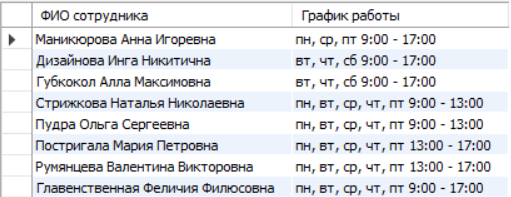 ФИО сотрудника График работы
Маникюрова Анна Игоревна пн, ср, пт 9:00 - 17:00
Дизайнова Инга Никитична вт, чт, сб 9:00 - 17:00
Губкокол Алла Максимовна вт, чт, сб 9:00 - 17:00
Стрижкова Наталья Николаевна пн, вт, ср, чт, пт 9:00 - 13:00
Пудра Ольга Сергеевна пн, вт, ср, чт, пт 9:00 - 13:00
Постригала Мария Петровна пн, вт, ср, чт, пт 13:00 - 17:00
Румянцева Валентина Викторовна пн, вт, ср, чт, пт 13:00 - 17:00
Главенственная Феличия Филюсовна пн, вт, ср, чт, пт 9:00 - 17:00